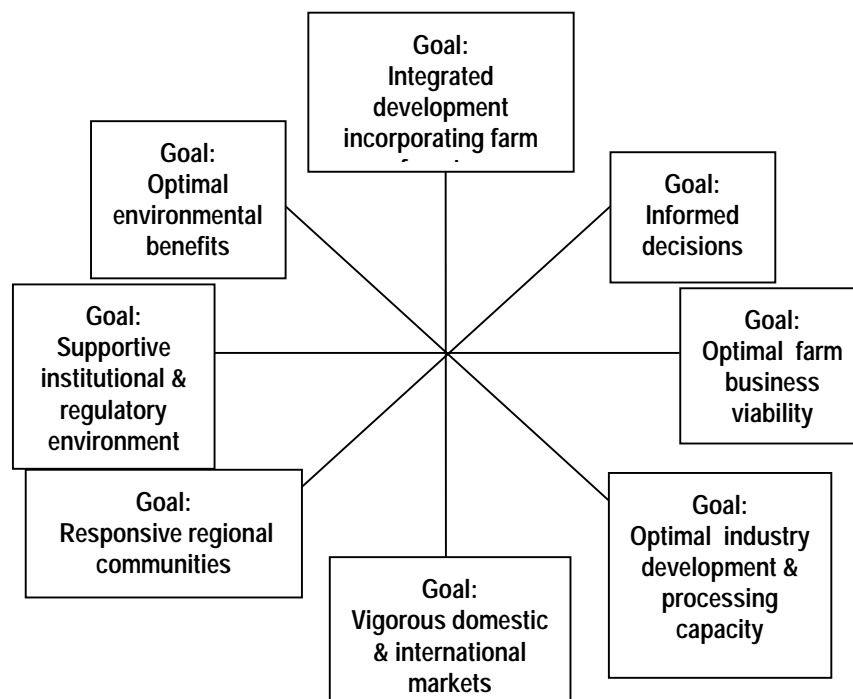 Goal:
Integrated
development
incorporating farm
Goal:
Optimal
environmental
benefits
Goal:
Informed
decisions
Goal:
Supportive
institutional &
regulatory
environment
Goal:
Optimal farm
business
viability
Goal:
Responsive regional
communities
Goal:
Optimal industry
development &
processing
capacity
Goal:
Vigorous domestic
& international
markets